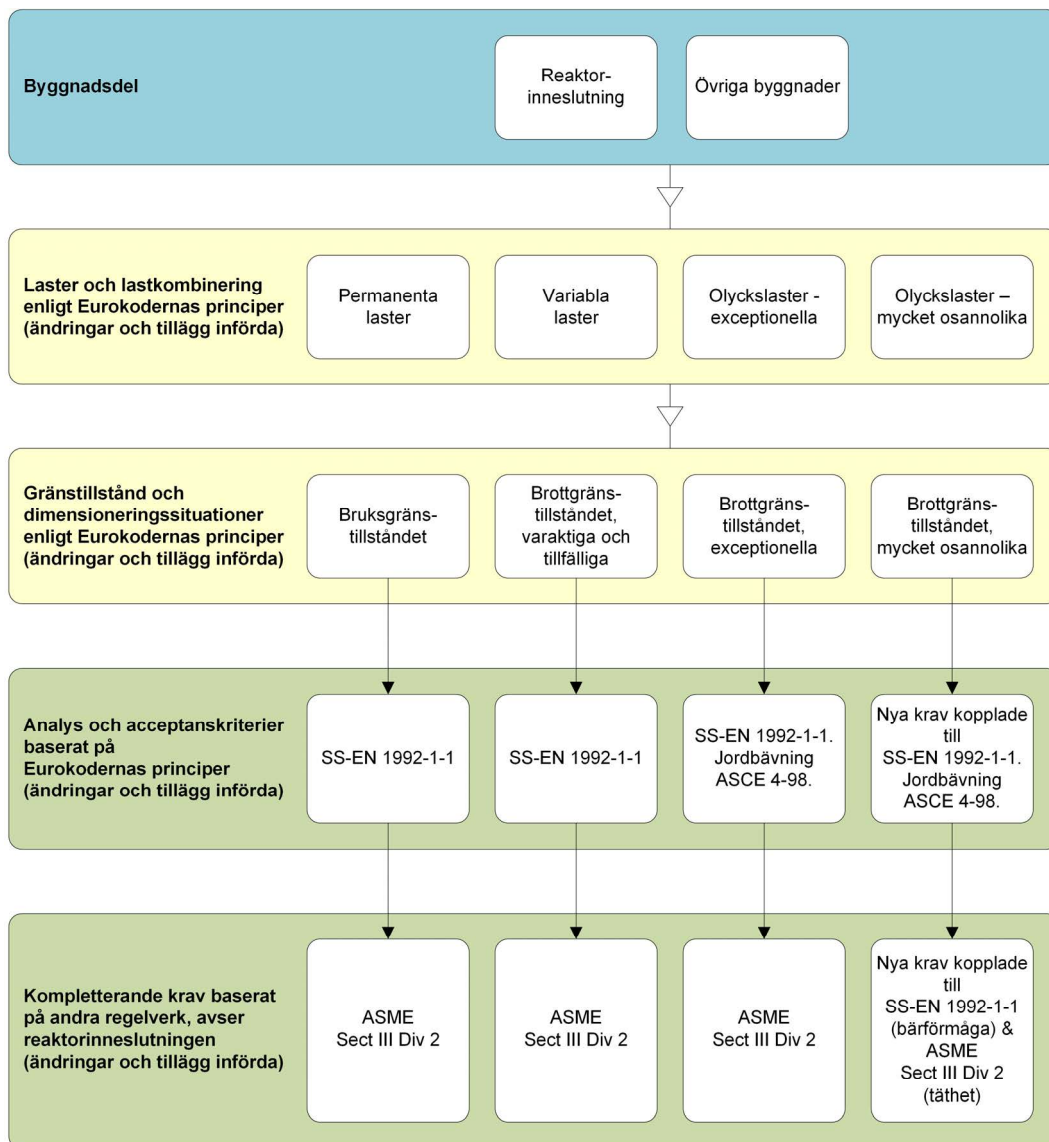 Byggnadsdel
Reaktor-
inneslutning
Övriga byggnader
Laster och lastkombinering
enligt Eurokodernas principer
(ändringar och tillägg införda)
Permanenta
laster
Variabla
laster
Olyckslaster -
exceptionella
Olyckslaster –
mycket osannolika
Gränstillstånd och
dimensioneringssituationer
enligt Eurokodernas principer
(ändringar och tillägg införda)
Bruksgräns-
tillståndet
Brottgräns-
tillståndet,
varaktiga och
tillfälliga
Brottgräns-
tillståndet,
exceptionella
Brottgräns-
tillståndet,
mycket osannolika
Analys och acceptanskriterier
baserat på
Eurokodernas principer
(ändringar och tillägg införda)
SS-EN 1992-1-1
SS-EN 1992-1-1
SS-EN 1992-1-1.
Jordbävning
ASCE 4-98.
Nya krav kopplade
till
SS-EN 1992-1-1.
Jordbävning
ASCE 4-98.
Kompletterande krav baserat
på andra regelverk, avser
reaktorinneslutningen
(ändringar och tillägg införda)
ASME
Sect III Div 2
ASME
Sect III Div 2
ASME
Sect III Div 2
Nya krav kopplade
till
SS-EN 1992-1-1
(bärförmåga) &
ASME
Sect III Div 2
(täthet)